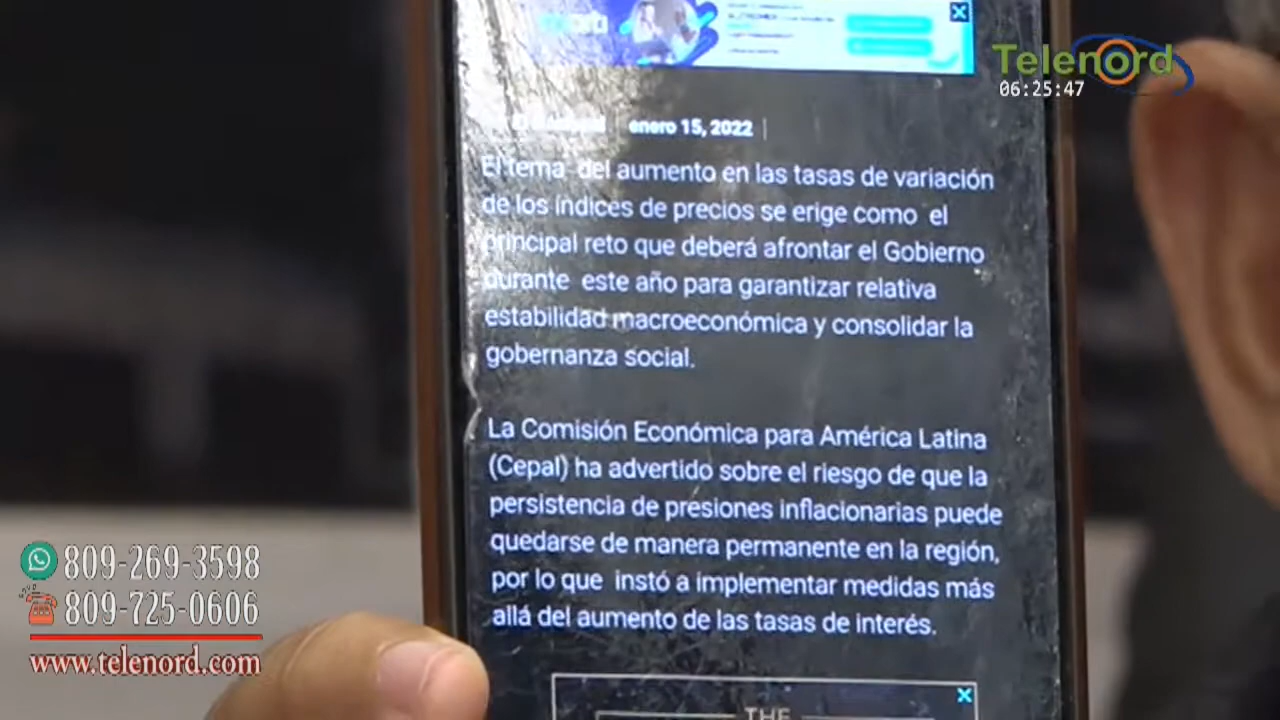 Telenord
06:25:47
enero 15, 2022
El tema del aumento en las tasas de variación
de los índices de precios se erige como el
principal reto que deberá afrontar el Gobierno
durante este año para garantizar relativa
estabilidad macroeconómica y consolidar la
gobernanza social.
La Comisión Económica para América Latina
(Cepal) ha advertido sobre el riesgo de que la
persistencia de presiones inflacionarias puede
quedarse de manera permanente en la región,
por lo que instó a implementar medidas más
allá del aumento de las tasas de interés.
809-269-3598
809-725-0606
www.telenord.com
THE